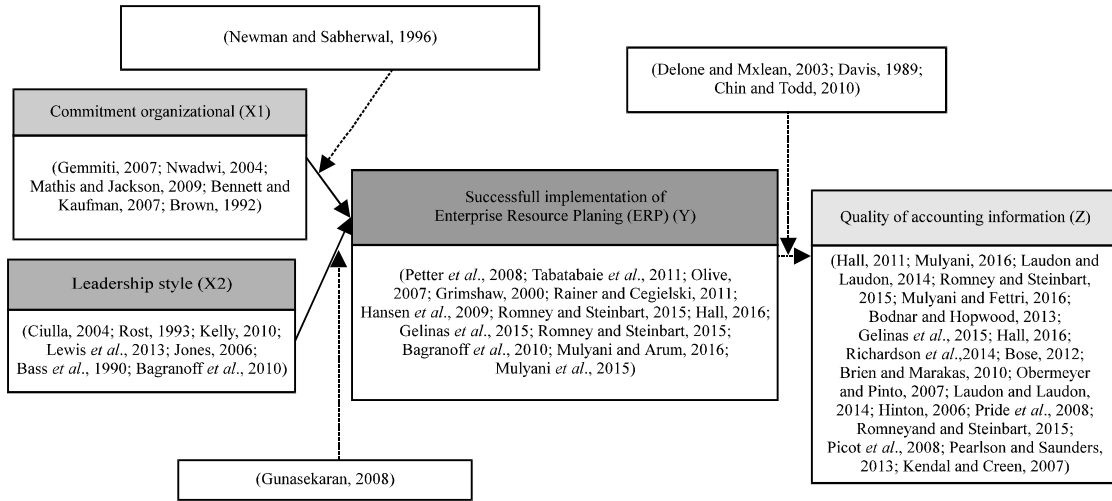 (Newman and Sabherwal, 1996)
(Delone and Mxlean, 2003; Davis, 1989;
Chin and Todd, 2010)
Commitment organizational (X1)
(Gemmiti, 2007; Nwadwi, 2004;
Mathis and Jackson, 2009; Bennett and
Kaufman, 2007; Brown, 1992)
Leadership style (X2)
(Ciulla, 2004; Rost, 1993; Kelly, 2010;
Lewis et al., 2013; Jones, 2006;
Bass et al., 1990; Bagranoff et al., 2010)
(Gunasekaran, 2008)
Successfull implementation of
Enterprise Resource Planing (ERP) (Y)
(Petter et al., 2008; Tabatabaie et al., 2011; Olive,
2007; Grimshaw, 2000; Rainer and Cegielski, 2011;
Hansen et al., 2009; Romney and Steinbart, 2015; Hall, 2016;
Gelinas et al., 2015; Romney and Steinbart, 2015;
Bagranoff et al., 2010; Mulyani and Arum, 2016;
Mulyani et al., 2015)
Quality of accounting information (Z)
(Hall, 2011; Mulyani, 2016; Laudon and
Laudon, 2014; Romney and Steinbart,
2015; Mulyani and Fettri, 2016;
Bodnar and Hopwood, 2013;
Gelinas et al., 2015; Hall, 2016;
Richardson et al.,2014; Bose, 2012;
Brien and Marakas, 2010; Obermeyer
and Pinto, 2007; Laudon and Laudon,
2014; Hinton, 2006; Pride et al., 2008;
Romneyand Steinbart, 2015;
Picot et al., 2008; Pearlson and Saunders,
2013; Kendal and Creen, 2007)